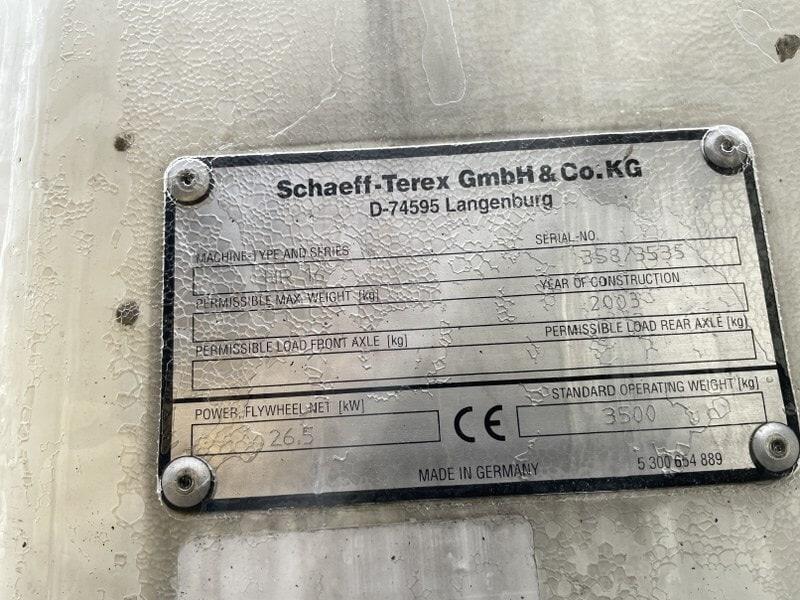 Schaeff-Terex GmbH & Co. KG
D-74595 Langenburg
MACHINE-TYPE AND SERIES SERIAL-NO.
HR 16 358/3535
PERMISSIBLE MAX. WEIGHT [kg] YEAR OF CONSTRUCTION
2003
PERMISSIBLE LOAD FRONT AXLE [kg] PERMISSIBLE LOAD REAR AXLE [kg]
POWER, FLYWHEEL NET [kW] STANDARD OPERATING WEIGHT [kg]
26.5 CE 3500
MADE IN GERMANY 5 300 654 889